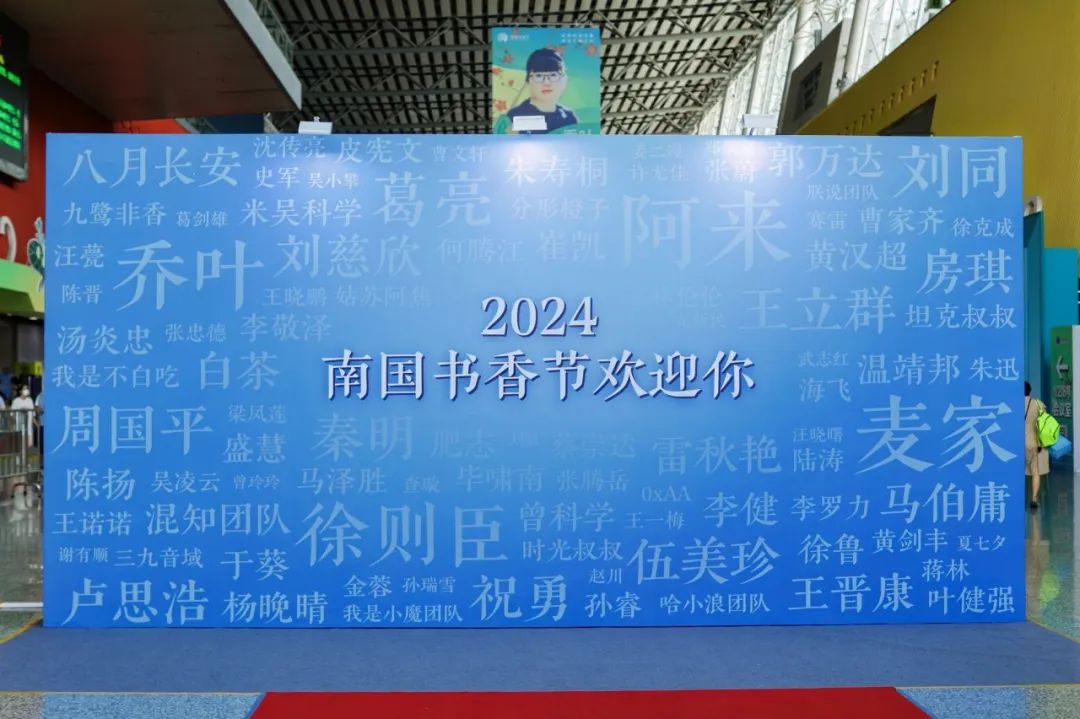 八月长安 沈传亮 皮宪文 曹文轩 朱寿桐 张蔚 郭万达 刘同
史军 吴小攀 葛亮 许尤佳 联说团队
九鹭非香 葛剑雄 米吴科学 分形橙子 阿来 赛雷 曹家齐 徐克成
汪甍 乔叶 刘慈欣 何腾江 崔凯 黄汉超 房琪
陈晋 王晓鹏 姑苏阿焦 王立群 坦克叔叔
2024
汤炎忠 张忠德 李敬泽
南国书香节欢迎你
我是不白吃 白茶 武志红 温靖邦 朱迅
海飞
周国平 梁凤莲 秦明 肥志 雷秋艳 汪晓曙 麦家
盛慧 陆涛
陈扬 吴凌云 曾玲玲 马泽胜 查璇 毕啸南 张腾岳 0xAA 李健 李罗力 马伯庸
王诺诺 混知团队 徐则臣 曾科学 王一梅
谢有顺 三九音域 于葵 时光叔叔 伍美珍 徐鲁 黄剑丰 夏七夕
金蓉 孙瑞雪 赵川 蒋林
卢思浩 杨晚晴 我是小魔团队 祝勇 孙睿 哈小浪团队 王晋康 叶健强